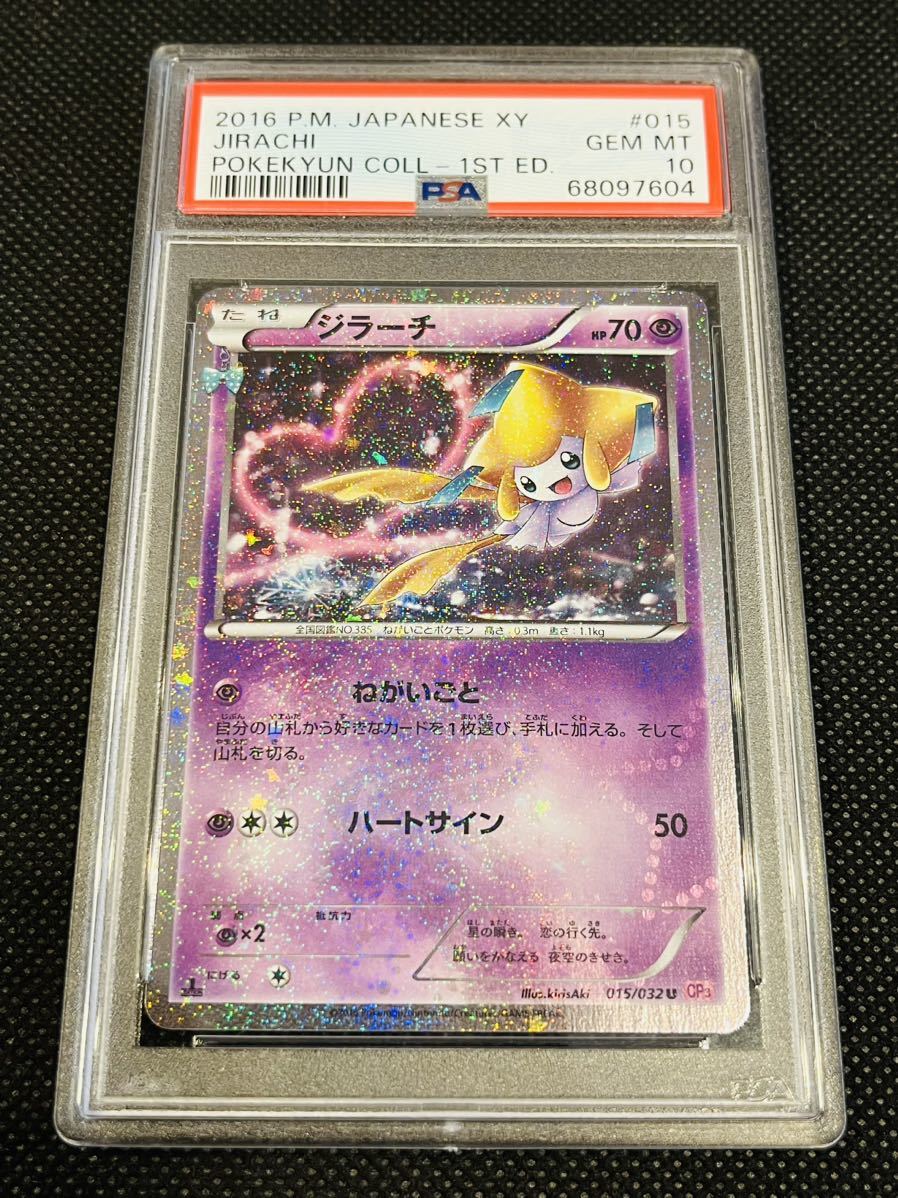 2016 P.M. JAPANESE XY #015
JIRACHI GEM MT
POKEKYUN COLL - 1ST ED. 10
PSA 68097604
たね ジラーチ HP70
全国図鑑NO.385 ねがいごとポケモン 高さ:0.3m 重さ:1.1kg
ねがいごと
自分の山札から好きなカードを1枚選び、手札に加える。そして
山札を切る。
ハートサイン 50
弱点 抵抗力
×2
にげる
星の瞬き。恋の行く先。
願いをかなえる 夜空のきせき。
Illus.kirisAki 015/032 U CP3